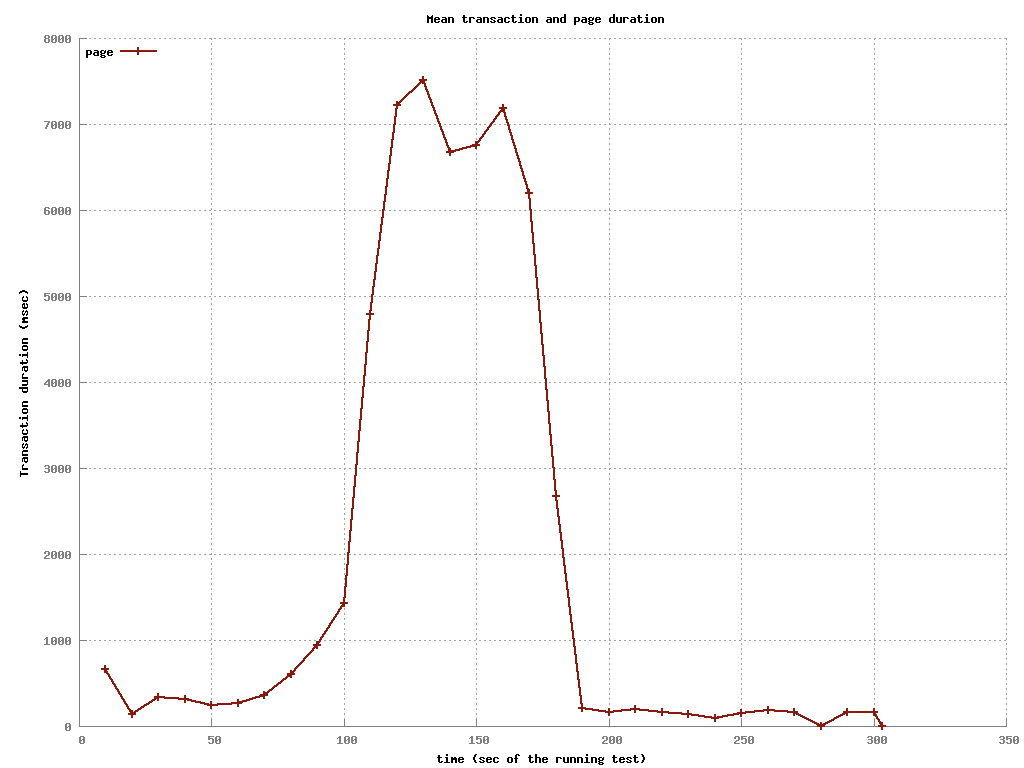 Mean transaction and page duration
page
8000
7000
6000
5000
4000
3000
2000
1000
0
Transaction duration (msec)
0 50 100 150 200 250 300 350
time (sec of the running test)